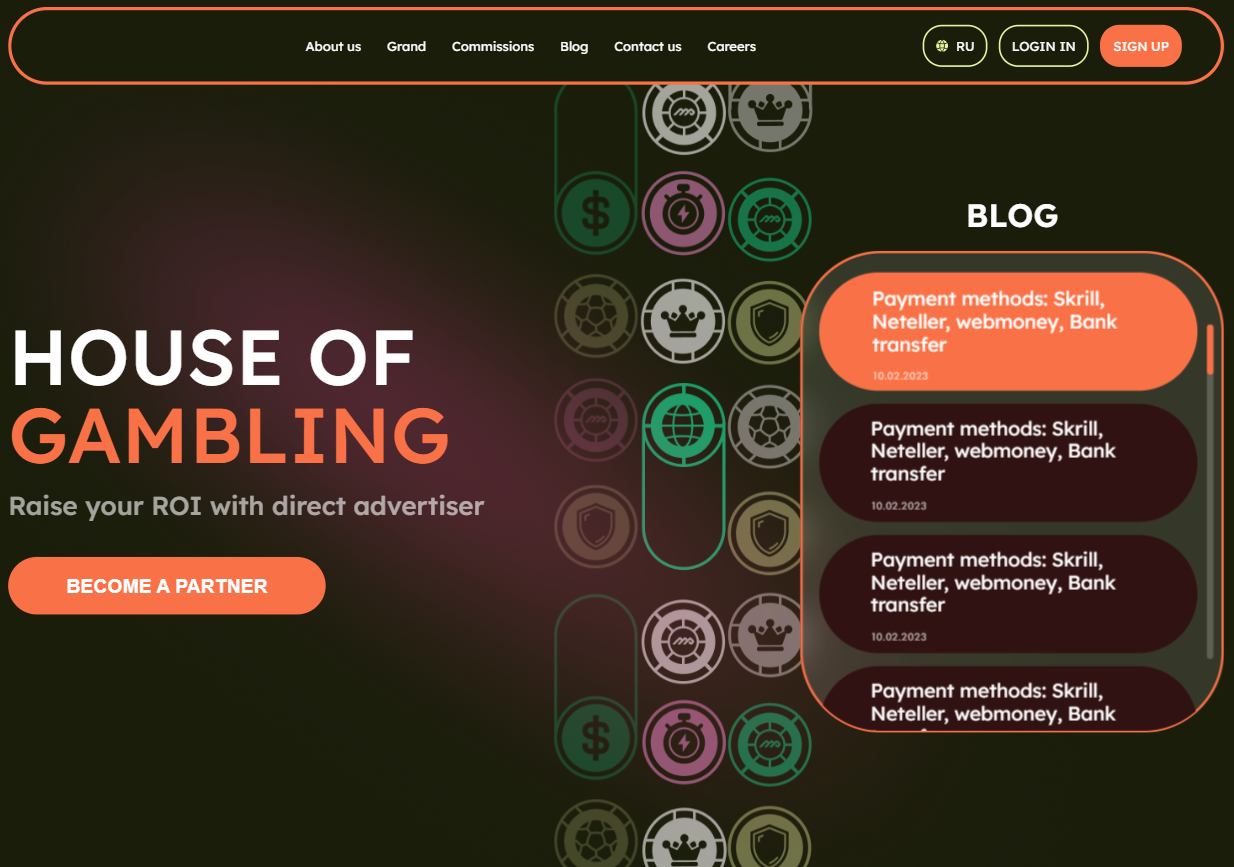 About us
Grand
Commissions
Blog
Contact us
Careers
RU
LOGIN IN
SIGN UP
HOUSE OF
GAMBLING
Raise your ROI with direct advertiser
BECOME A PARTNER
BLOG
Payment methods: Skrill,
Neteller, webmoney, Bank
transfer
10.02.2023
Payment methods: Skrill,
Neteller, webmoney, Bank
transfer
10.02.2023
Payment methods: Skrill,
Neteller, webmoney, Bank
transfer
10.02.2023
Payment methods: Skrill,
Neteller, webmoney, Bank